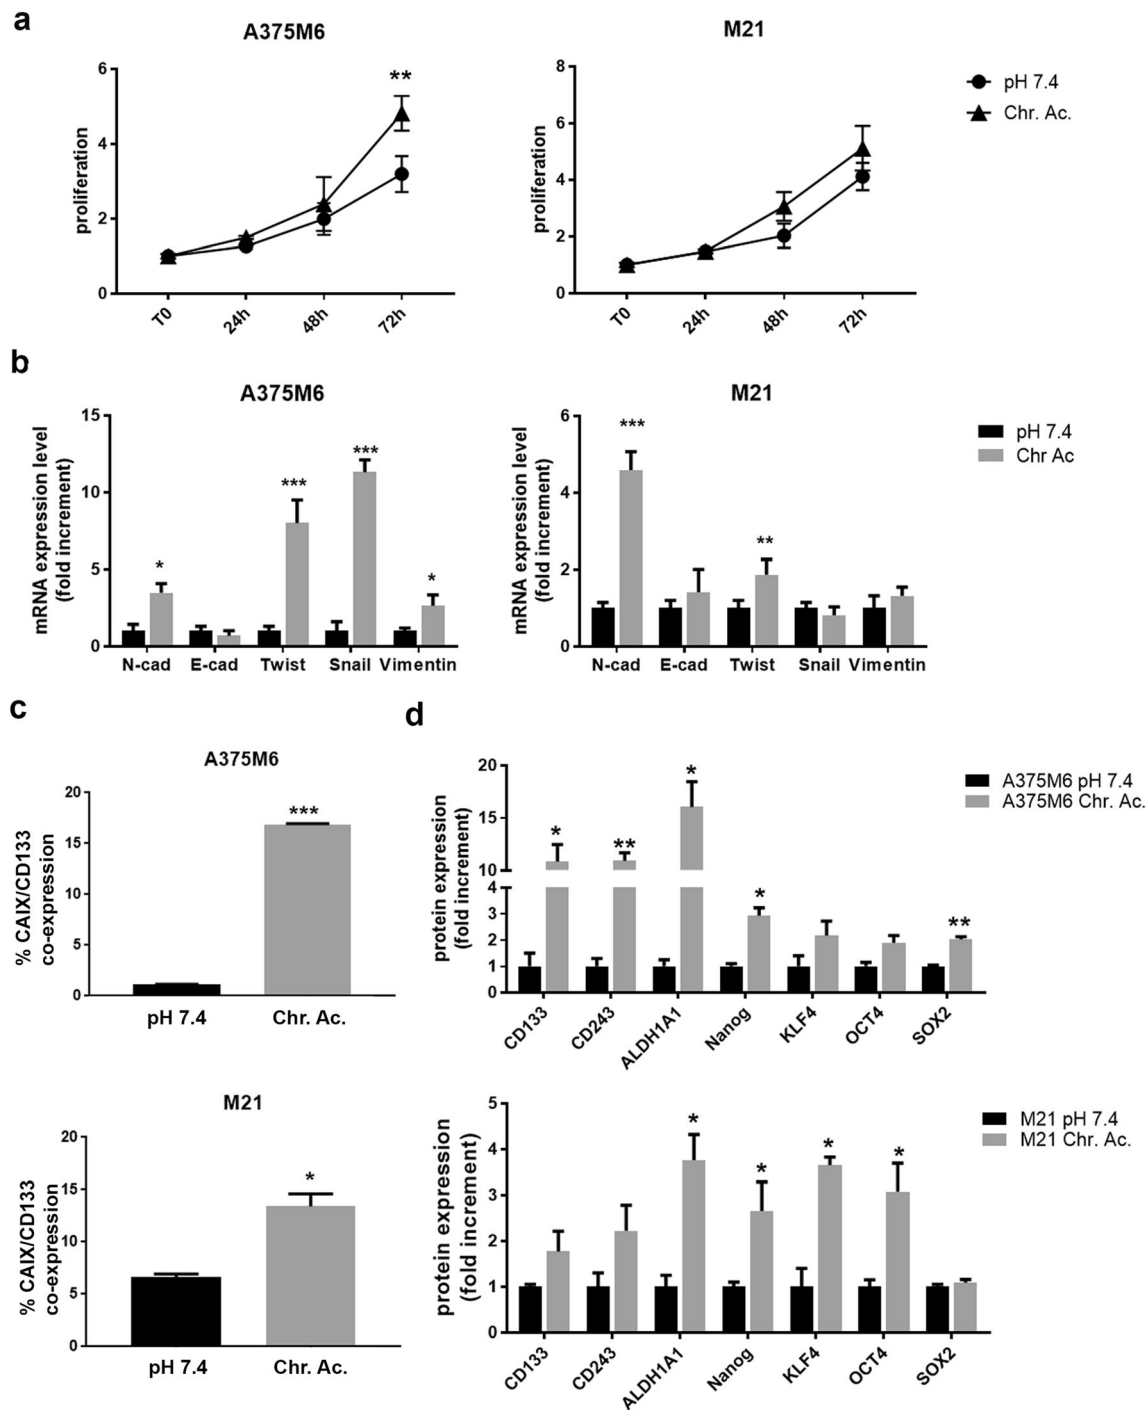 a
A375M6
M21
6
4
2
0
proliferation
**
T0
24h
48h
72h
8
6
4
2
0
proliferation
T0
24h
48h
72h
pH 7.4
Chr. Ac.
b
A375M6
M21
15
10
5
0
mRNA expression level
(fold increment)
*
***
***
*
N-cad
E-cad
Twist
Snail
Vimentin
6
4
2
0
mRNA expression level
(fold increment)
***
**
N-cad
E-cad
Twist
Snail
Vimentin
pH 7.4
Chr Ac
c
A375M6
20
15
10
5
0
% CAIX/CD133
co-expression
***
pH 7.4
Chr. Ac.
M21
20
15
10
5
0
% CAIX/CD133
co-expression
*
pH 7.4
Chr. Ac.
d
20
15
10
4
3
2
1
0
protein expression
(fold increment)
*
**
*
*
**
CD133
CD243
ALDH1A1
Nanog
KLF4
OCT4
SOX2
A375M6 pH 7.4
A375M6 Chr. Ac.
5
4
3
2
1
0
protein expression
(fold increment)
*
*
*
*
CD133
CD243
ALDH1A1
Nanog
KLF4
OCT4
SOX2
M21 pH 7.4
M21 Chr. Ac.